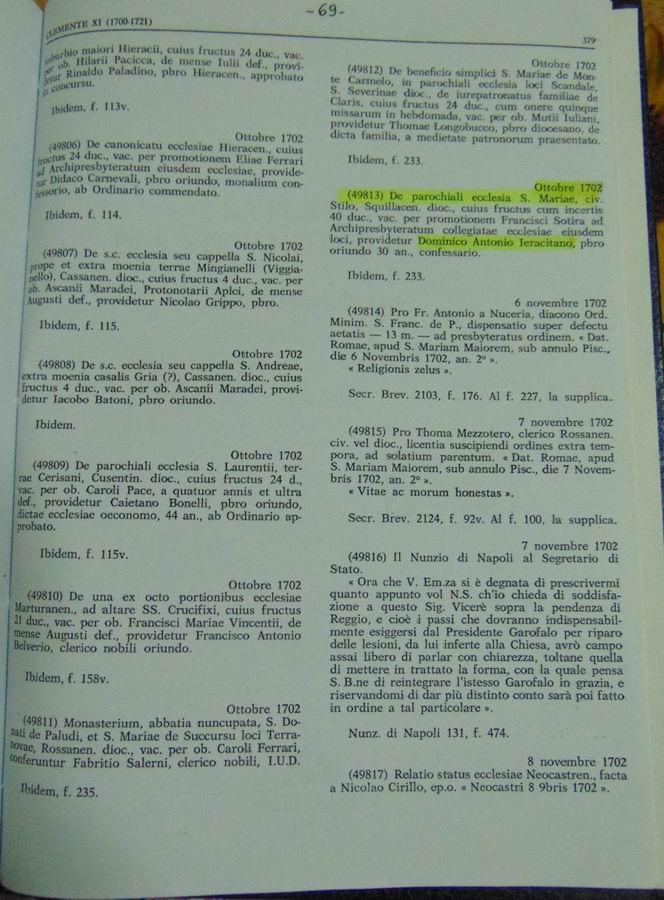 -69-
CLEMENTE XI (1700-1721)
379
suburbio maiori Hieracii, cuius fructus 24 duc., vac.
per ob. Hilarii Pacicca, de mense Iulii def., provi-
detur Rinaldo Paladino, pbro Hieracen., approbato
in concursu.
Ibidem, f. 113v.
Ottobre 1702
(49806) De canonicatu ecclesiae Hieracen., cuius
fructus 24 duc., vac. per promotionem Eliae Ferrari
ad Archipresbyteratum eiusdem ecclesiae, provide-
tur Didaco Carnevali, pbro oriundo, monalium con-
fessorio, ab Ordinario commendato.
Ibidem, f. 114.
Ottobre 1702
(49807) De s.c. ecclesia seu cappella S. Nicolai,
prope et extra moenia terrae Mingianelli (Viggia-
nello), Cassanen. dioc., cuius fructus 4 duc., vac. per
ob. Ascanii Maradei, Protonotarii Aplci, de mense
Augusti def., providetur Nicolao Grippo, pbro.
Ibidem, f. 115.
Ottobre 1702
(49808) De s.c. ecclesia seu cappella S. Andreae,
extra moenia casalis Gria (?), Cassanen. dioc., cuius
fructus 4 duc., vac. per ob. Ascanii Maradei, provi-
detur Iacobo Batoni, pbro oriundo.
Ibidem.
Ottobre 1702
(49809) De parochiali ecclesia S. Laurentii, ter-
rae Cerisani, Cusentin. dioc., cuius fructus 24 d.,
vac. per ob. Caroli Pace, a quatuor annis et ultra
def., providetur Caietano Bonelli, pbro oriundo,
dictae ecclesiae oeconomo, 44 an., ab Ordinario ap-
probato.
Ibidem, f. 115v.
Ottobre 1702
(49810) De una ex octo portionibus ecclesiae
Marturanen., ad altare SS. Crucifixi, cuius fructus
21 duc., vac. per ob. Francisci Mariae Vincentii, de
mense Augusti def., providetur Francisco Antonio
Belverio, clerico nobili oriundo.
Ibidem, f. 158v.
Ottobre 1702
(49811) Monasterium, abbatia nuncupata, S. Do-
nati de Paludi, et S. Mariae de Succursu loci Terra-
novae, Rossanen. dioc., vac. per ob. Caroli Ferrari,
conferuntur Fabritio Salerni, clerico nobili, I.U.D.
Ibidem, f. 235.
Ottobre 1702
(49812) De beneficio simplici S. Mariae de Mon-
te Carmelo, in parochiali ecclesia loci Scandale,
S. Severinae dioc., de iurepatronatus familiae de
Claris, cuius fructus 24 duc., cum onere quinque
missarum in hebdomada, vac. per ob. Mutii Iuliani,
providetur Thomae Longobucco, pbro diocesano, de
dicta familia, a medietate patronorum praesentato.
Ibidem, f. 233.
Ottobre 1702
(49813) De parochiali ecclesia S. Mariae, civ.
Stilo, Squillacen. dioc., cuius fructus cum incertis
40 duc., vac. per promotionem Francisci Sotira ad
Archipresbyteratum collegiatae ecclesiae eiusdem
loci, providetur Dominico Antonio Ieracitano, pbro
oriundo 30 an., confessario.
Ibidem, f. 233.
6 novembre 1702
(49814) Pro Fr. Antonio a Nuceria, diacono Ord.
Minim. S. Franc. de P., dispensatio super defectu
aetatis — 13 m. — ad presbyteratus ordinem. « Dat.
Romae, apud S. Mariam Maiorem, sub annulo Pisc.,
die 6 Novembris 1702, an. 2° ».
« Religionis zelus ».
Secr. Brev. 2103, f. 176. Al f. 227, la supplica.
7 novembre 1702
(49815) Pro Thoma Mezzotero, clerico Rossanen.
civ. vel dioc., licentia suscipiendi ordines extra tem-
pora, ad solatium parentum. « Dat. Romae, apud
S. Mariam Maiorem, sub annulo Pisc., die 7 Novem-
bris 1702, an. 2° ».
« Vitae ac morum honestas ».
Secr. Brev. 2124, f. 92v. Al f. 100, la supplica.
7 novembre 1702
(49816) Il Nunzio di Napoli al Segretario di
Stato.
« Ora che V. Em.za si è degnata di prescrivermi
quanto appunto vol N.S. ch'io chieda di soddisfa-
zione a questo Sig. Vicerè sopra la pendenza di
Reggio, e cioè i passi che dovranno indispensabil-
mente esiggersi dal Presidente Garofalo per riparo
delle lesioni, da lui inferte alla Chiesa, avrò campo
assai libero di parlar con chiarezza, toltane quella
di mettere in trattato la forma, con la quale pensa
S. B.ne di reintegrare l'istesso Garofalo in grazia, e
riservandomi di dar più distinto conto sarà poi fatto
in ordine a tal particolare ».
Nunz. di Napoli 131, f. 474.
8 novembre 1702
(49817) Relatio status ecclesiae Neocastren., facta
a Nicolao Cirillo, ep.o. « Neocastri 8 9bris 1702 ».